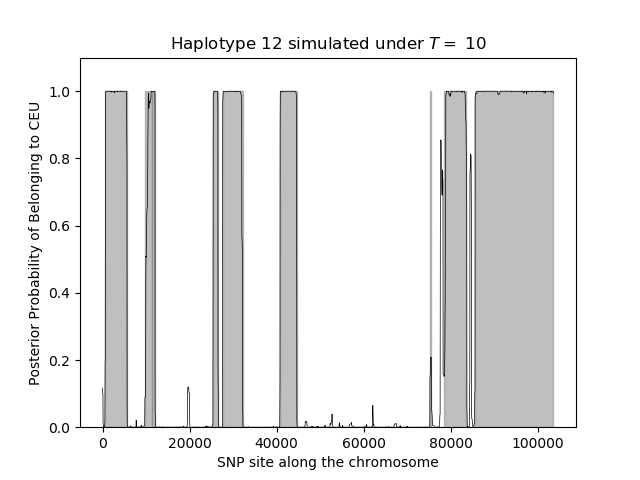 Haplotype 12 simulated under T = 10
Posterior Probability of Belonging to CEU
1.0
0.8
0.6
0.4
0.2
0.0
0 20000 40000 60000 80000 100000
SNP site along the chromosome